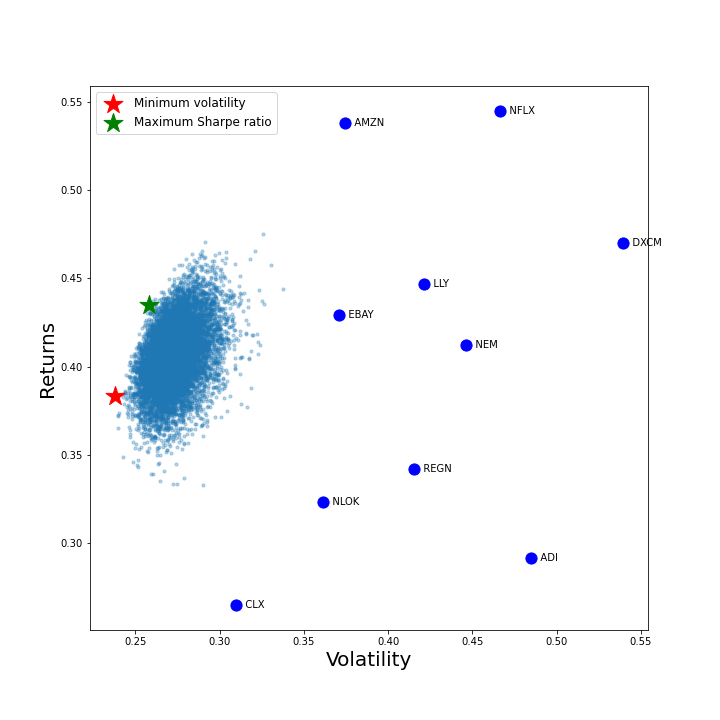 Minimum volatility
Maximum Sharpe ratio
0.55
0.50
0.45
0.40
0.35
0.30
Returns
AMZN
NFLX
DXCM
LLY
EBAY
NEM
REGN
NLOK
ADI
CLX
0.25
0.30
0.35
0.40
0.45
0.50
0.55
Volatility